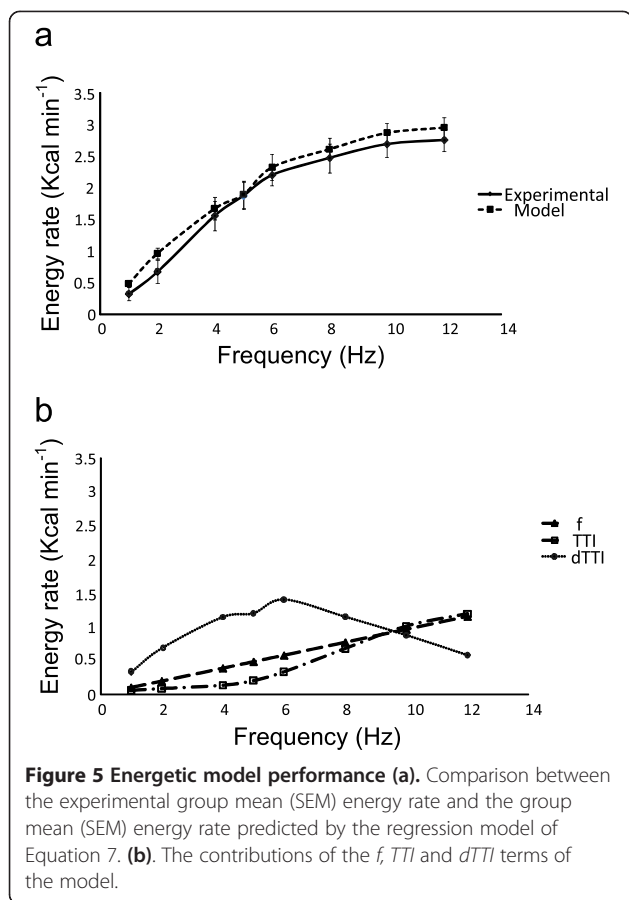 a
Energy rate (Kcal min⁻¹)
3.5
3
2.5
2
1.5
1
0.5
0
0 2 4 6 8 10 12 14
Frequency (Hz)
Experimental
Model
b
Energy rate (Kcal min⁻¹)
3.5
3
2.5
2
1.5
1
0.5
0
0 2 4 6 8 10 12 14
Frequency (Hz)
f
TTI
dTTI
Figure 5 Energetic model performance (a). Comparison between
the experimental group mean (SEM) energy rate and the group
mean (SEM) energy rate predicted by the regression model of
Equation 7. (b). The contributions of the f, TTI and dTTI terms of
the model.